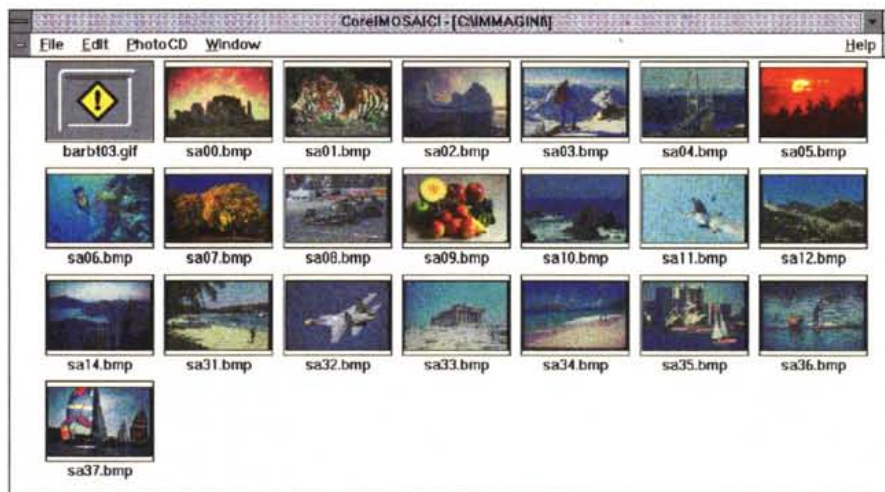 CorelMOSAIC! - [C:\IMMAGINI\]
File Edit PhotoCD Window Help
barbt03.gif sa00.bmp sa01.bmp sa02.bmp sa03.bmp sa04.bmp sa05.bmp
sa06.bmp sa07.bmp sa08.bmp sa09.bmp sa10.bmp sa11.bmp sa12.bmp
sa14.bmp sa31.bmp sa32.bmp sa33.bmp sa34.bmp sa35.bmp sa36.bmp
sa37.bmp